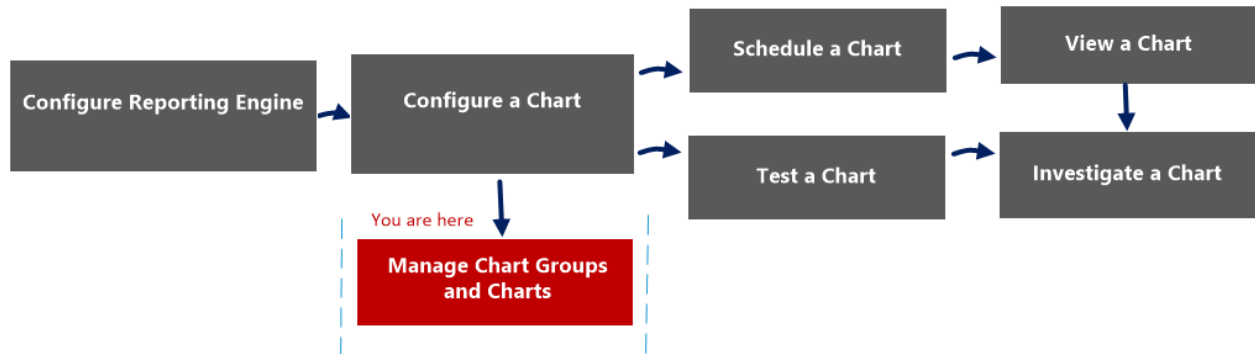 Configure Reporting Engine
Configure a Chart
Schedule a Chart
View a Chart
Test a Chart
Investigate a Chart
You are here
Manage Chart Groups
and Charts